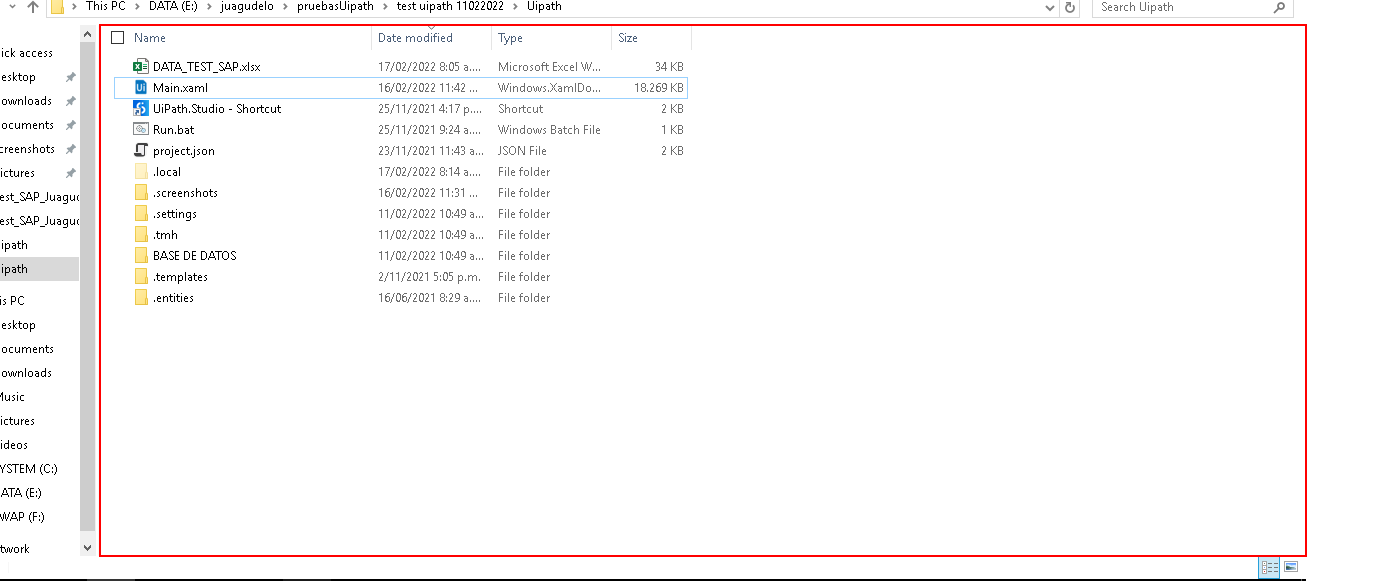 This PC > DATA (E:) > juagudelo > pruebasUipath > test uipath 11022022 > Uipath Search Uipath
Name Date modified Type Size
ick access
esktop
ownloads
ocuments
creenshots
ictures
est_SAP_Juagu
est_SAP_Juagu
ipath
ipath
is PC
esktop
ocuments
ownloads
Music
ictures
ideos
YSTEM (C:)
ATA (E:)
WAP (F:)
twork
DATA_TEST_SAP.xlsx 17/02/2022 8:05 a.... Microsoft Excel W... 34 KB
Main.xaml 16/02/2022 11:42 ... Windows.XamlDo... 18.269 KB
UiPath.Studio - Shortcut 25/11/2021 4:17 p.... Shortcut 2 KB
Run.bat 25/11/2021 9:24 a.... Windows Batch File 1 KB
project.json 23/11/2021 11:43 a... JSON File 2 KB
.local 17/02/2022 8:14 a.... File folder
.screenshots 16/02/2022 11:31 ... File folder
.settings 11/02/2022 10:49 a... File folder
.tmh 11/02/2022 10:49 a... File folder
BASE DE DATOS 11/02/2022 10:49 a... File folder
.templates 2/11/2021 5:05 p.m. File folder
.entities 16/06/2021 8:29 a.... File folder